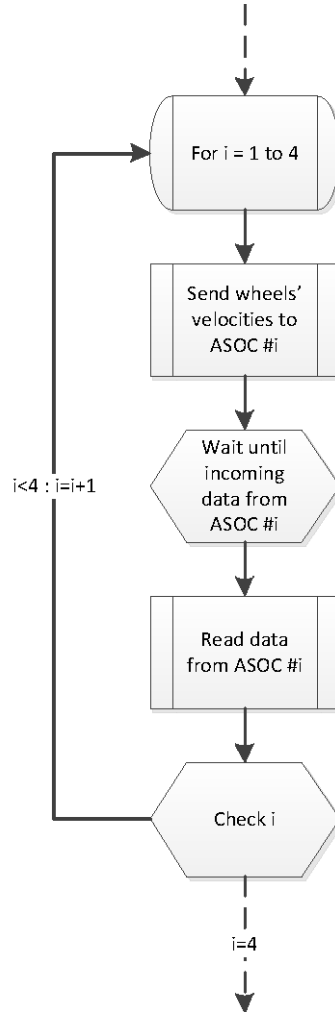 For i = 1 to 4
Send wheels'
velocities to
ASOC #i
Wait until
incoming
data from
ASOC #i
i<4 : i=i+1
Read data
from ASOC #i
Check i
i=4